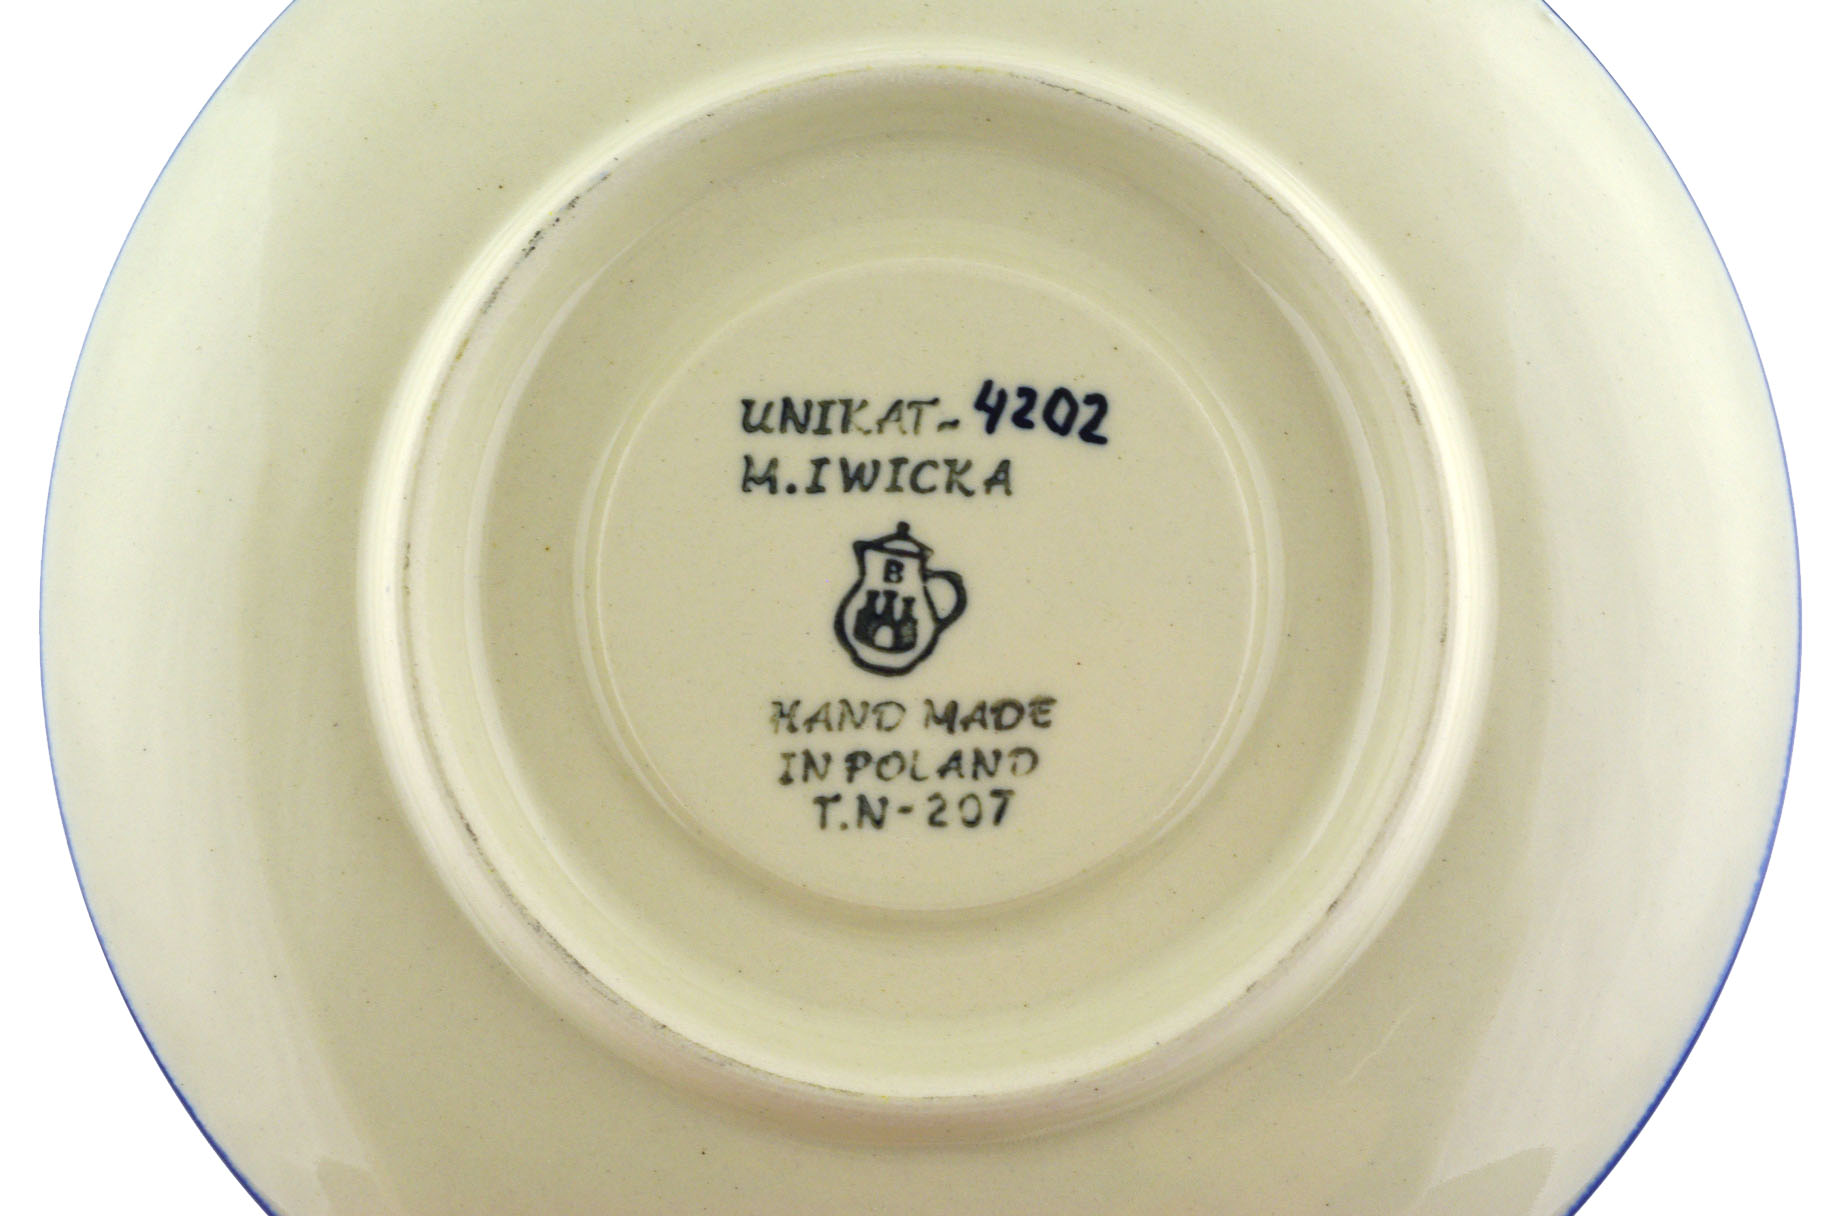 UNIKAT-4202
M.IWICKA
B
HAND MADE
IN POLAND
T.N-207